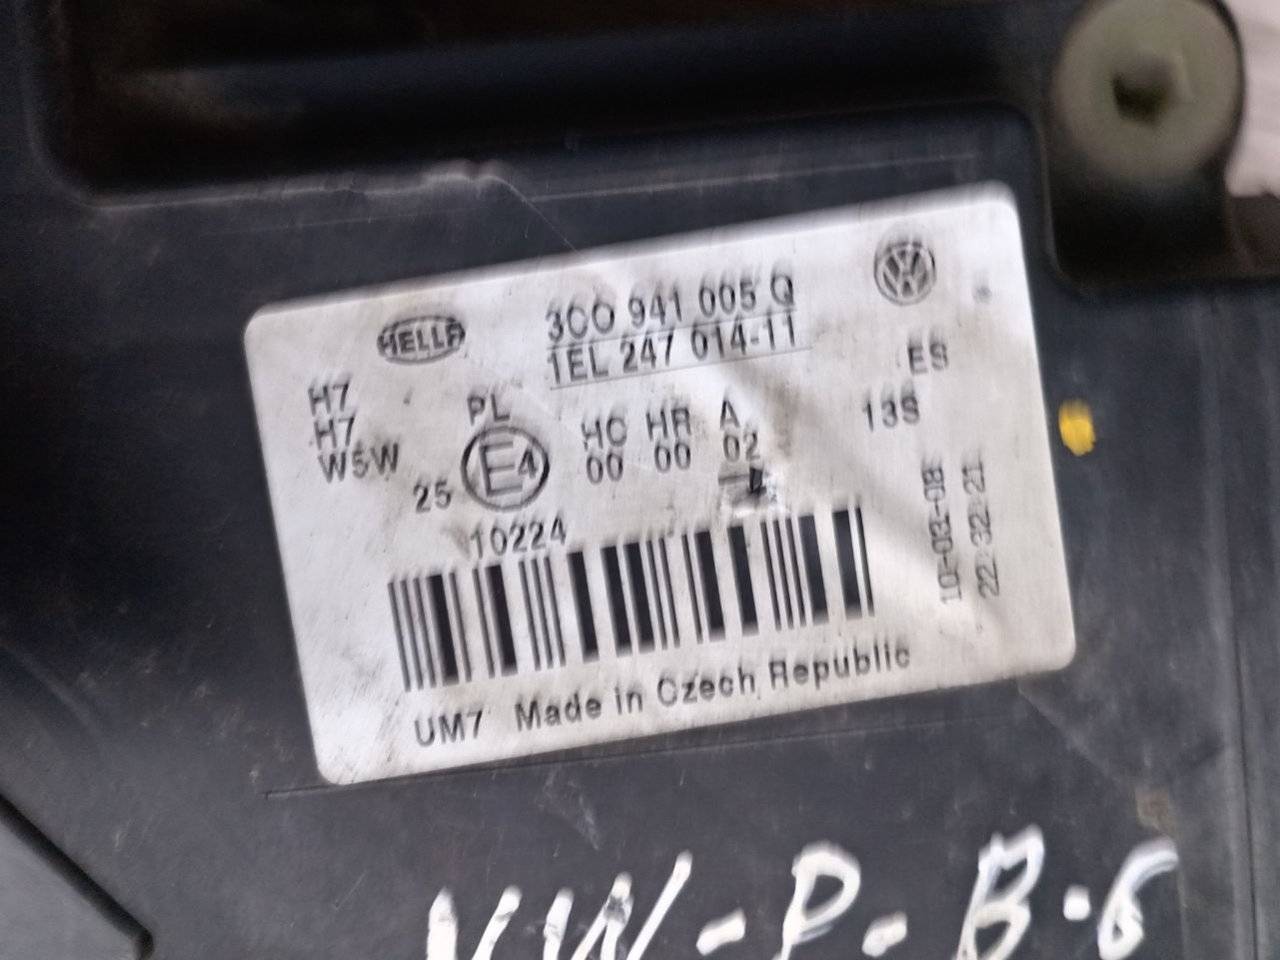 HELLA
3C0 941 005 Q
1EL 247 014-11
ES
H7
H7
W5W
PL
HC HR A
13S
25 E4 00 00 02
10224
10-03-08
22:32:21
UM7 Made in Czech Republic
VW-P-B-6